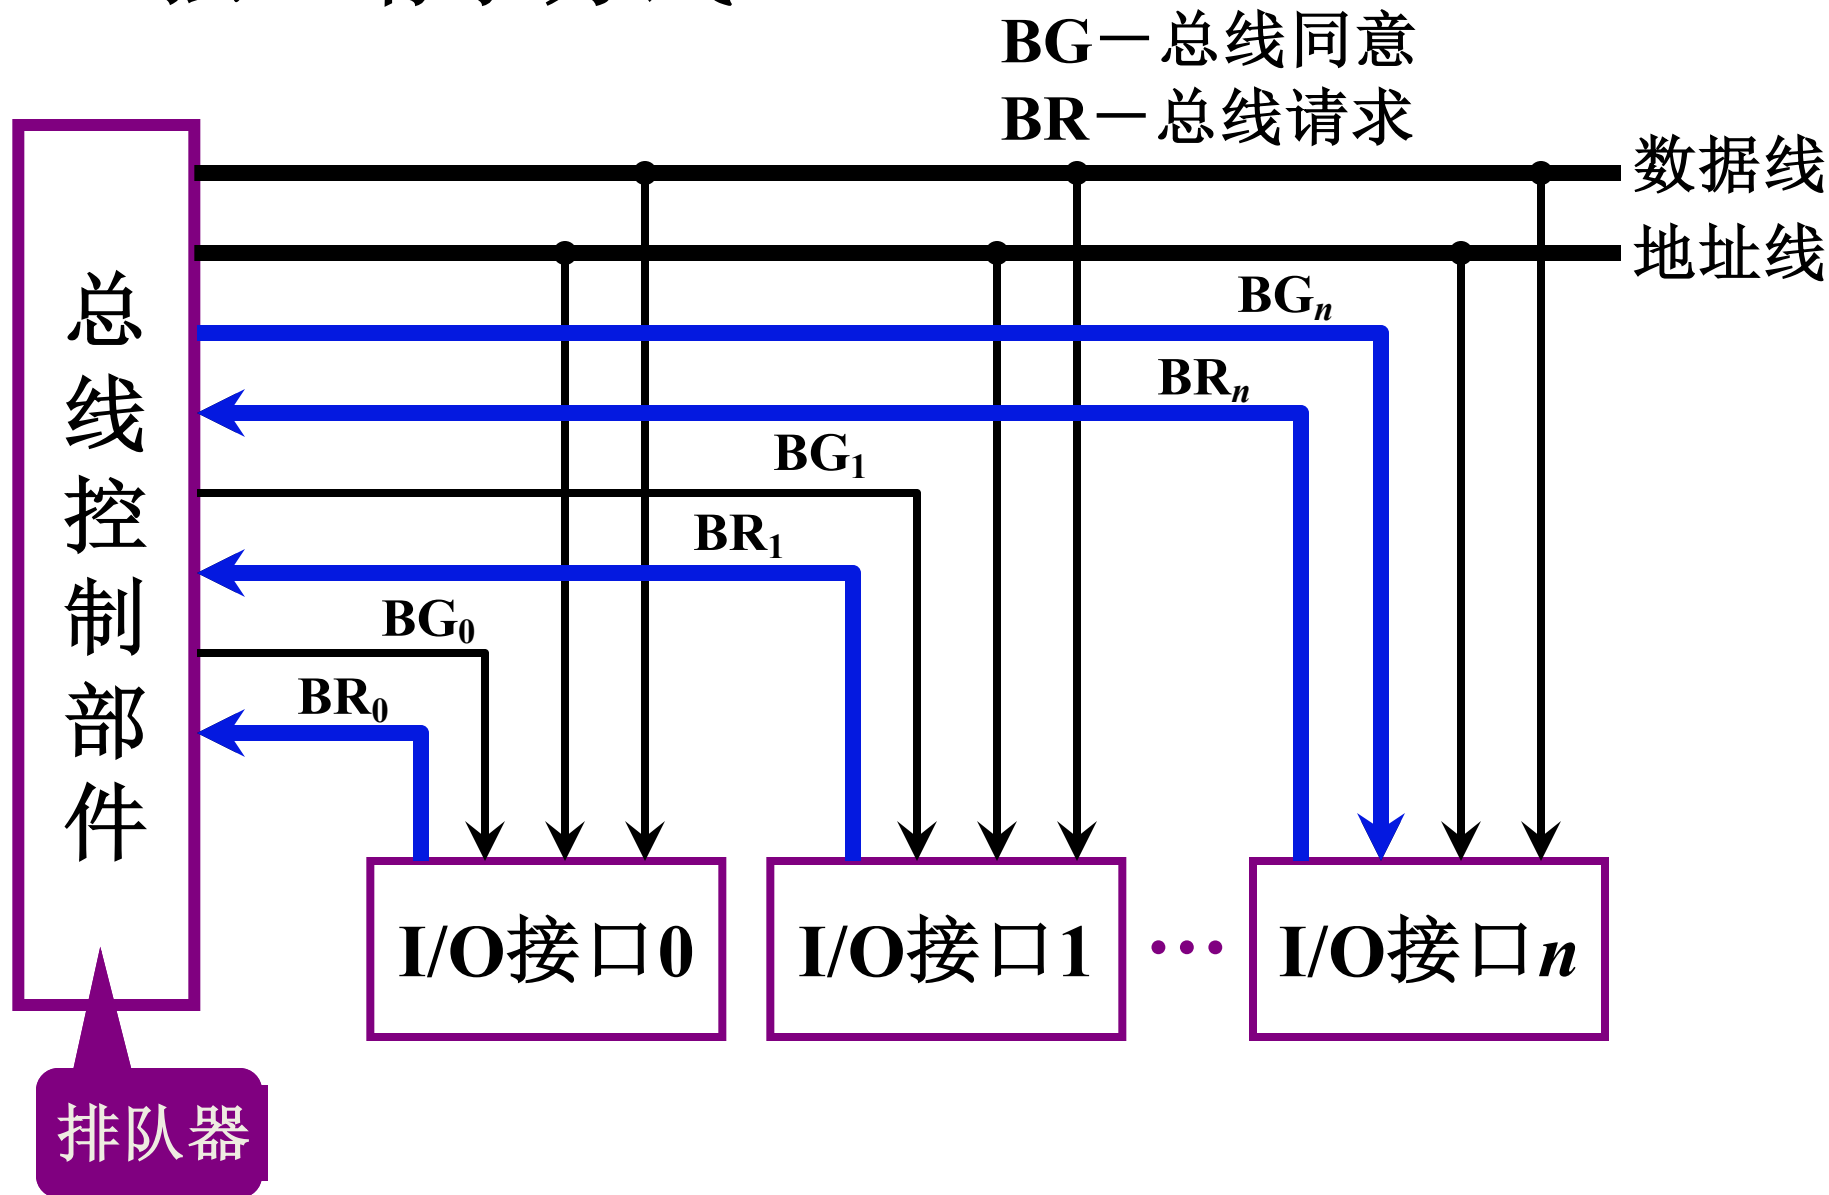 BG－总线同意
BR－总线请求
数据线
地址线
BGn
BRn
BG1
BR1
BG0
BR0
总线控制部件
I/O接口0
I/O接口1
…
I/O接口n
排队器